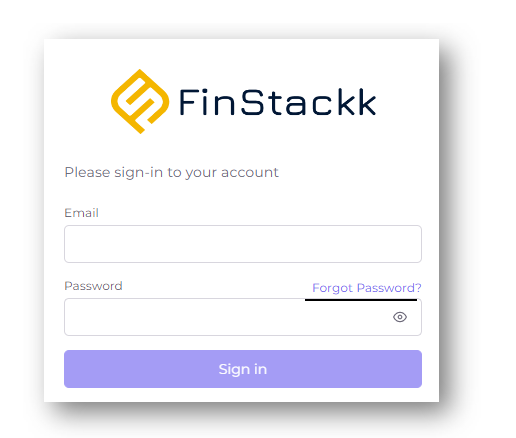 FinStackk
Please sign-in to your account
Email
Password
Forgot Password?
Sign in